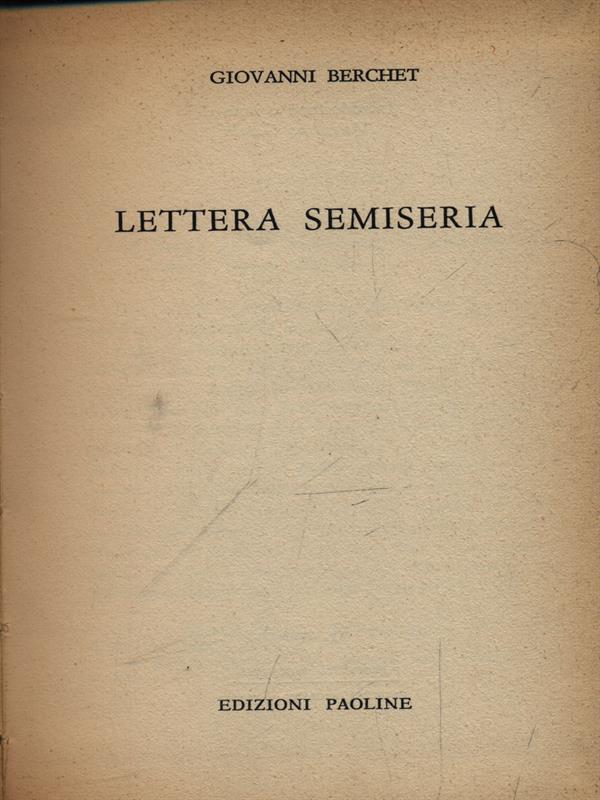 GIOVANNI BERCHET
LETTERA SEMISERIA
EDIZIONI PAOLINE